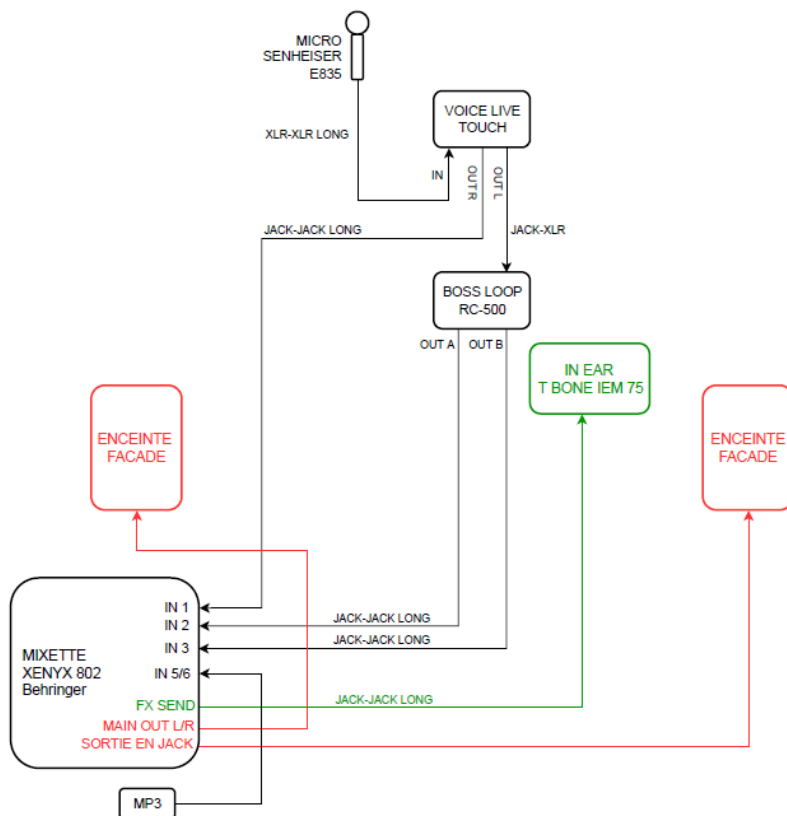 MICRO
SENHEISER
E835
VOICE LIVE
TOUCH
XLR-XLR LONG
IN
OUT R
OUT L
JACK-JACK LONG
JACK-XLR
BOSS LOOP
RC-500
OUT A
OUT B
IN EAR
T BONE IEM 75
ENCEINTE
FACADE
ENCEINTE
FACADE
IN 1
IN 2
JACK-JACK LONG
IN 3
JACK-JACK LONG
MIXETTE
XENYX 802
Behringer
IN 5/6
FX SEND
JACK-JACK LONG
MAIN OUT L/R
SORTIE EN JACK
MP3